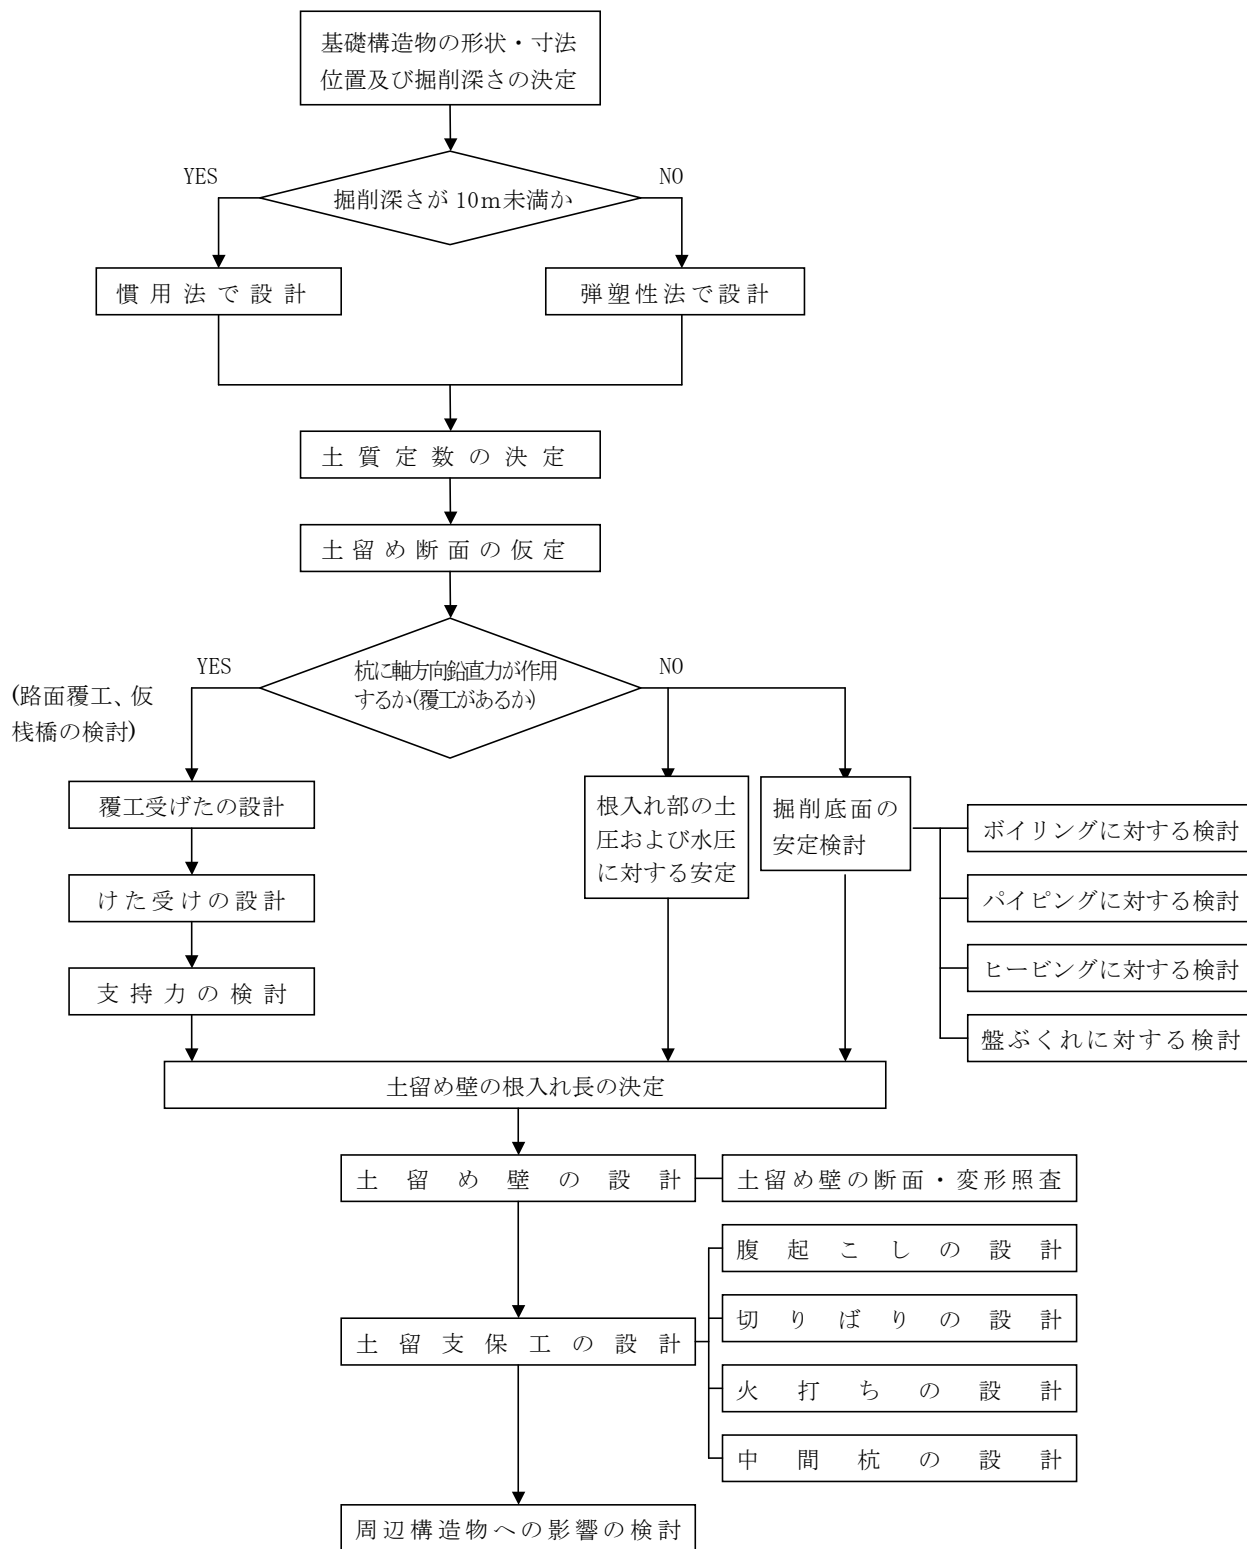 基礎構造物の形状・寸法
位置及び掘削深さの決定
YES
NO
掘削深さが 10m未満か
慣用法で設計
弾塑性法で設計
土質定数の決定
土留め断面の仮定
YES
NO
杭に軸方向鉛直力が作用
するか(覆工があるか)
(路面覆工、仮
桟橋の検討)
覆工受げたの設計
けた受けの設計
支持力の検討
根入れ部の土
圧および水圧
に対する安定
掘削底面の
安定検討
ボイリングに対する検討
パイピングに対する検討
ヒービングに対する検討
盤ぶくれに対する検討
土留め壁の根入れ長の決定
土留め壁の設計
土留め壁の断面・変形照査
腹起こしの設計
切りばりの設計
土留支保工の設計
火打ちの設計
中間杭の設計
周辺構造物への影響の検討